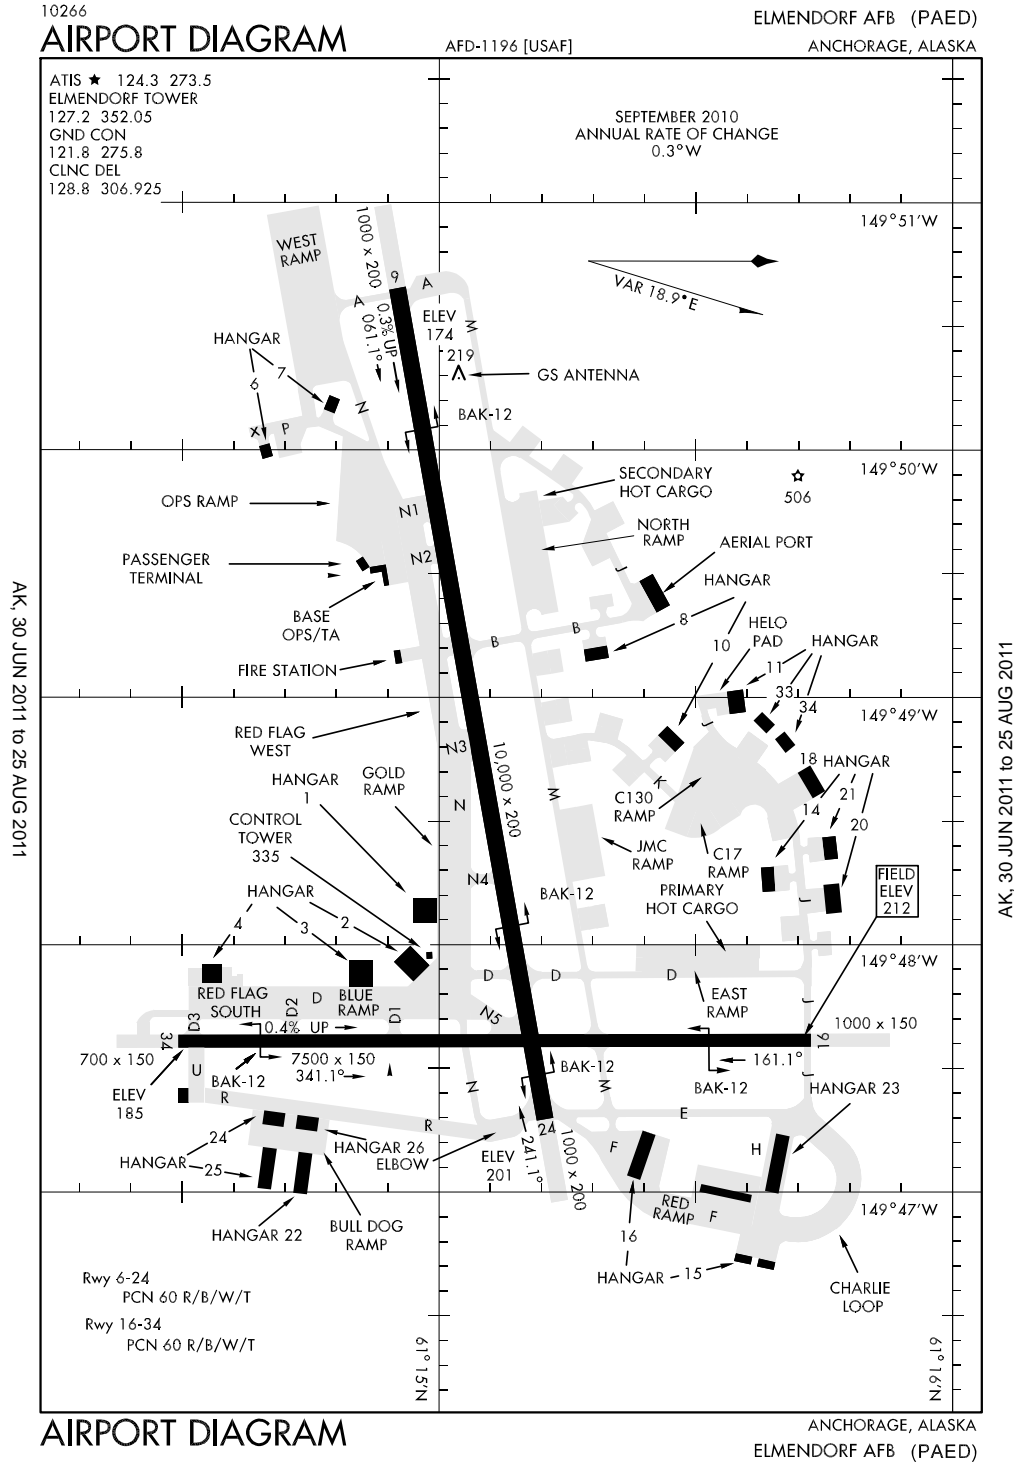 10266
AIRPORT DIAGRAM
AFD-1196 [USAF]
ELMENDORF AFB (PAED)
ANCHORAGE, ALASKA
ATIS ★ 124.3 273.5
ELMENDORF TOWER
127.2 352.05
GND CON
121.8 275.8
CLNC DEL
128.8 306.925
SEPTEMBER 2010
ANNUAL RATE OF CHANGE
0.3°W
149°51'W
VAR 18.9°E
WEST
RAMP
1000 x 200
9
A
A
0.3% UP
061.1°
ELEV
174
M
219
GS ANTENNA
HANGAR
6
7
N
X
P
BAK-12
149°50'W
506
OPS RAMP
SECONDARY
HOT CARGO
N1
NORTH
RAMP
AERIAL PORT
N2
J
PASSENGER
TERMINAL
HANGAR
8
10
BASE
OPS/TA
HELO
PAD
B
B
FIRE STATION
HANGAR
11
33
34
149°49'W
J
RED FLAG
WEST
N3
10,000 x 200
GOLD
RAMP
HANGAR
1
K
C130
RAMP
18
HANGAR
14
21
20
N
M
CONTROL
TOWER
335
JMC
RAMP
C17
RAMP
N4
PRIMARY
HOT CARGO
BAK-12
FIELD
ELEV
212
J
HANGAR
4
3
2
149°48'W
D
D
D
RED FLAG
SOUTH
D2
D
BLUE
RAMP
EAST
RAMP
J
D3
D1
N5
0.4% UP
34
16
1000 x 150
700 x 150
7500 x 150
341.1°
161.1°
BAK-12
BAK-12
BAK-12
U
J
ELEV
185
R
N
M
HANGAR 23
E
R
24
HANGAR
24
25
HANGAR 26
ELBOW
ELEV
201
241.1°
1000 x 200
F
H
149°47'W
HANGAR 22
BULL DOG
RAMP
RED
RAMP
F
16
HANGAR
15
CHARLIE
LOOP
Rwy 6-24
PCN 60 R/B/W/T
Rwy 16-34
PCN 60 R/B/W/T
61°15'N
61°16'N
AK, 30 JUN 2011 to 25 AUG 2011
AK, 30 JUN 2011 to 25 AUG 2011
AIRPORT DIAGRAM
ANCHORAGE, ALASKA
ELMENDORF AFB (PAED)